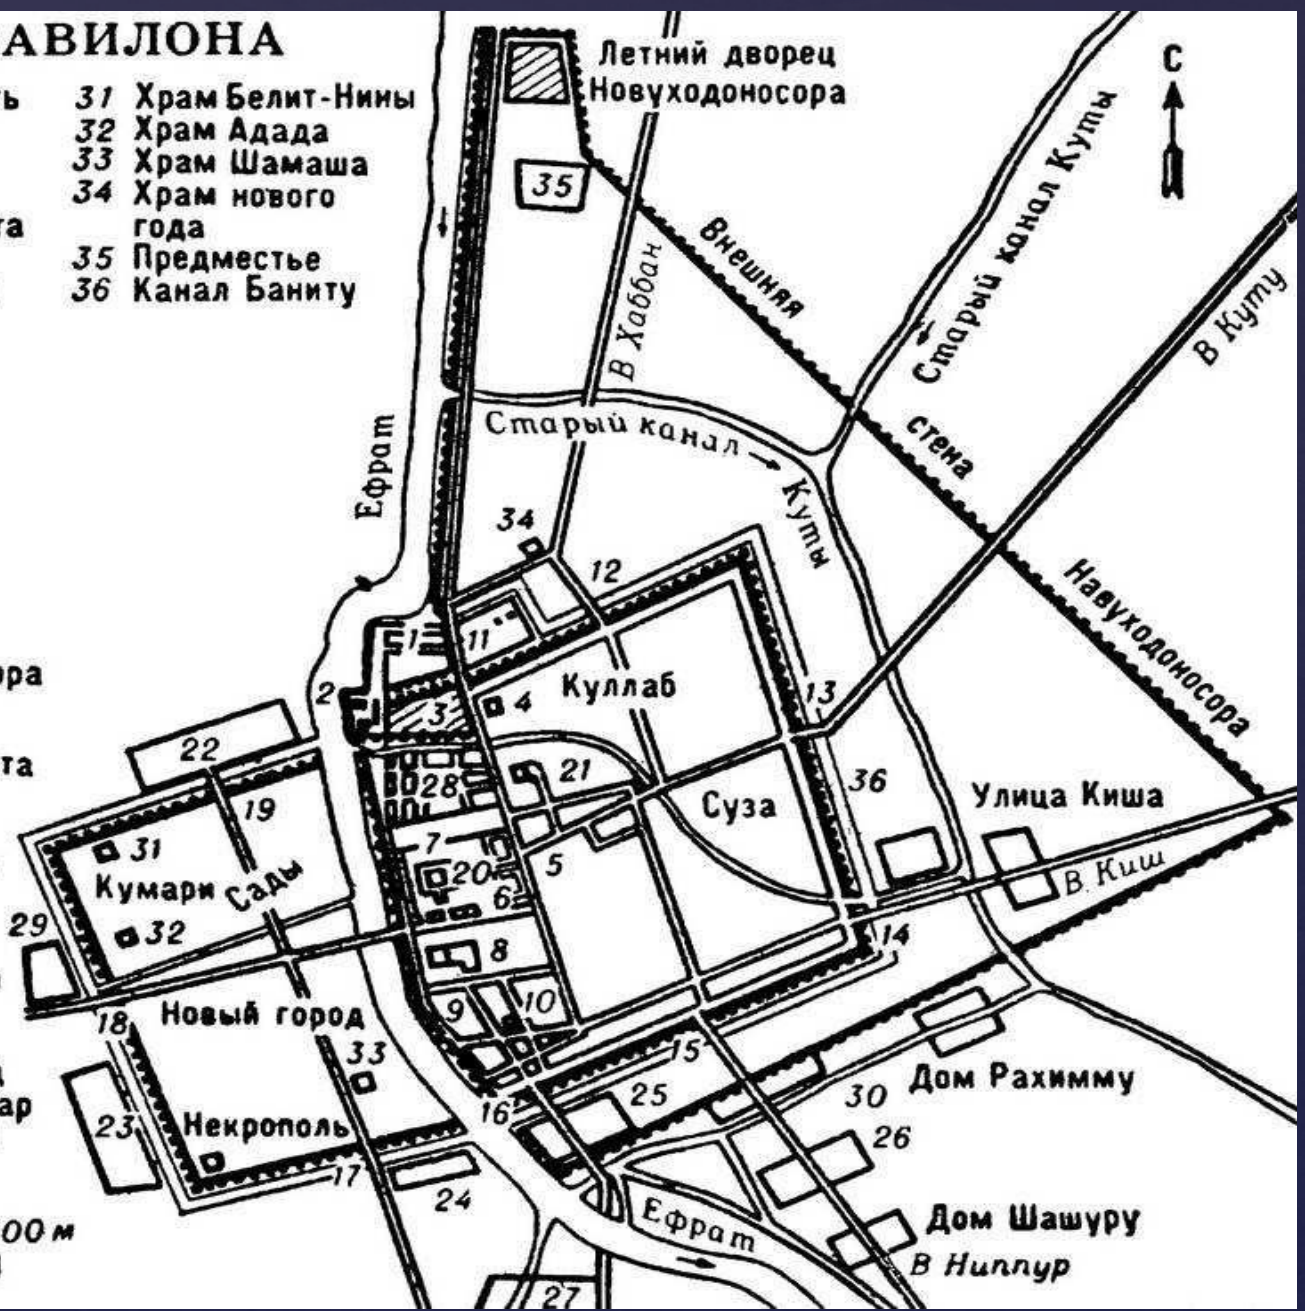 АВИЛОНА
31 Храм Белит-Нины
32 Храм Адада
33 Храм Шамаша
34 Храм нового
года
35 Предместье
36 Канал Баниту
ь
та
ора
та
ар
00 м
Летний дворец
Новуходоносора
С
35
В Хаббан
Внешняя
стена
Навуходоносора
Старый канал Куты
В Куту
Ефрат
Старый канал
Куты
34
12
1
11
2
3
4
Куллаб
13
22
28
21
Суза
36
Улица Киша
19
7
31
20
5
В. Киш
Кумари
Сады
6
29
32
8
14
9
10
18
Новый город
15
33
Дом Рахимму
16
25
30
23
Некрополь
26
17
24
Ефрат
Дом Шашуру
В Ниппур
27